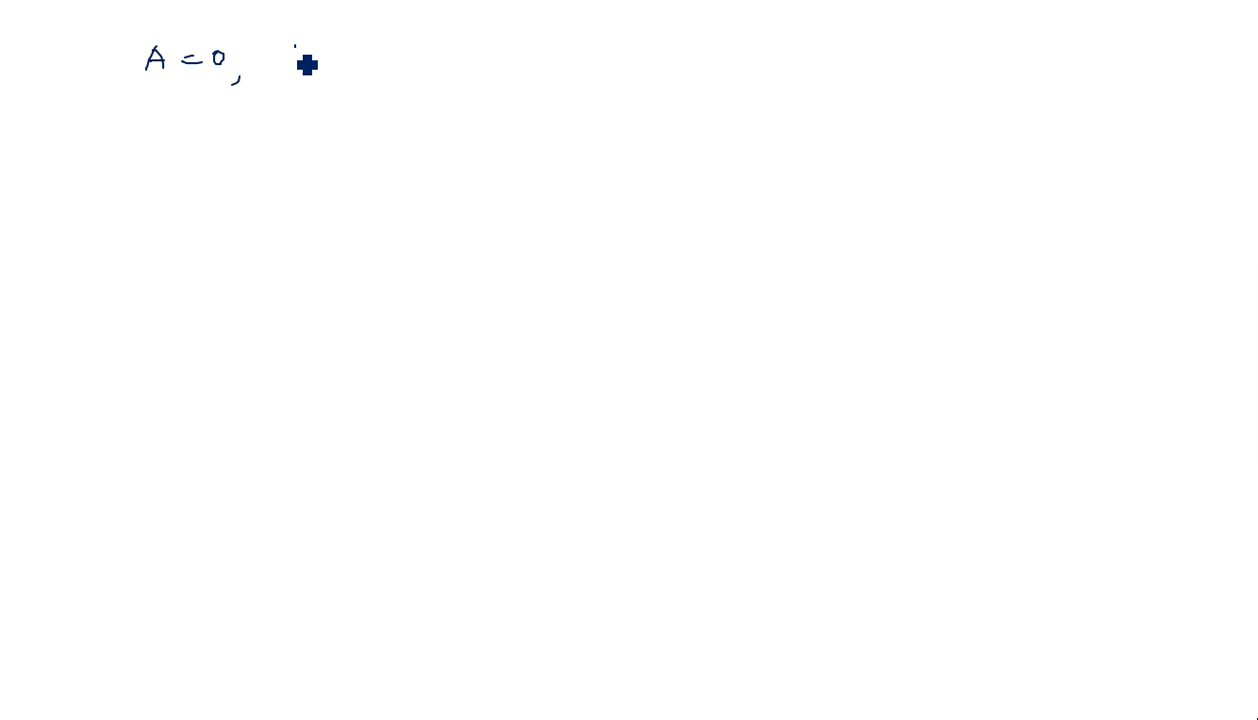 A = 0,